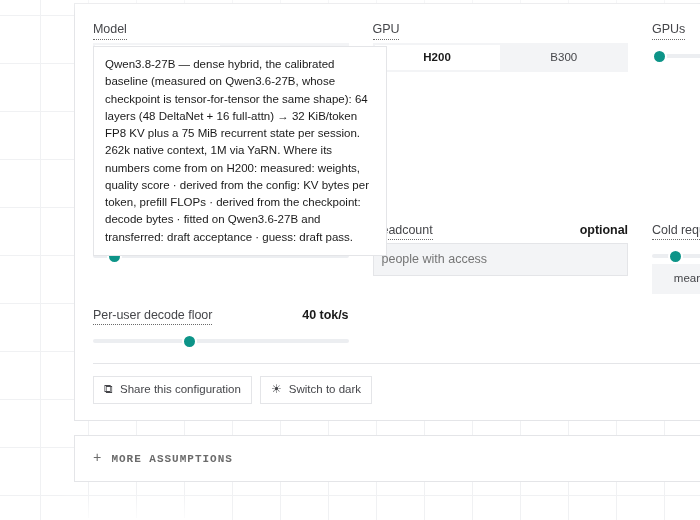 Model
GPU
GPUs
H200
B300
Qwen3.8-27B — dense hybrid, the calibrated
baseline (measured on Qwen3.6-27B, whose
checkpoint is tensor-for-tensor the same shape): 64
layers (48 DeltaNet + 16 full-attn) → 32 KiB/token
FP8 KV plus a 75 MiB recurrent state per session.
262k native context, 1M via YaRN. Where its
numbers come from on H200: measured: weights,
quality score · derived from the config: KV bytes per
token, prefill FLOPs · derived from the checkpoint:
decode bytes · fitted on Qwen3.6-27B and
transferred: draft acceptance · guess: draft pass.
eadcount
optional
Cold req
people with access
mear
Per-user decode floor
40 tok/s
Share this configuration
Switch to dark
+ MORE ASSUMPTIONS